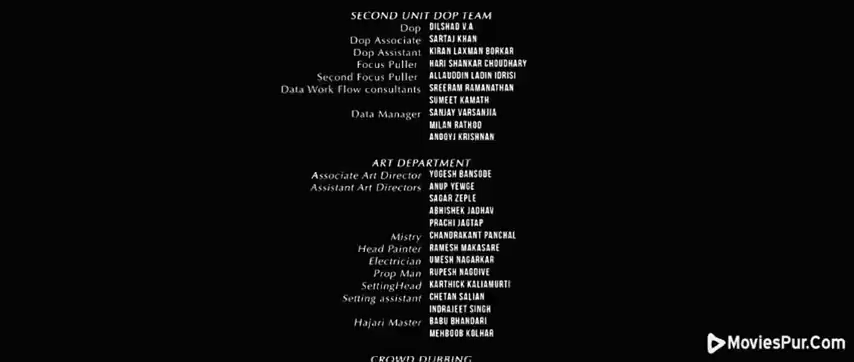 SECOND UNIT DOP TEAM
Dop DILSHAD V.A
Dop Associate SARTAJ KHAN
Dop Assistant KIRAN LAXMAN BORKAR
Focus Puller HARI SHANKAR CHOUDHARY
Second Focus Puller ALLAUDDIN LADIN IDRISI
Data Work Flow consultants SREERAM RAMANATHAN
SUMEET KAMATH
Data Manager SANJAY VARSANJIA
MILAN RATHOD
ANDOYJ KRISHNAN
ART DEPARTMENT
Associate Art Director YOGESH BANSODE
Assistant Art Directors ANUP YEWGE
SAGAR ZEPLE
ABHISHEK JADHAV
PRACHI JAGTAP
Mistry CHANDRAKANT PANCHAL
Head Painter RAMESH MAKASARE
Electrician UMESH NAGARKAR
Prop Man RUPESH NAGDIVE
SettingHead KARTHICK KALIAMURTI
Setting assistant CHETAN SALIAN
INDRAJEET SINGH
Hajari Master BABU BHANDARI
MEHBOOB KOLHAR
CROWD DUBBING
MoviesPur.Com